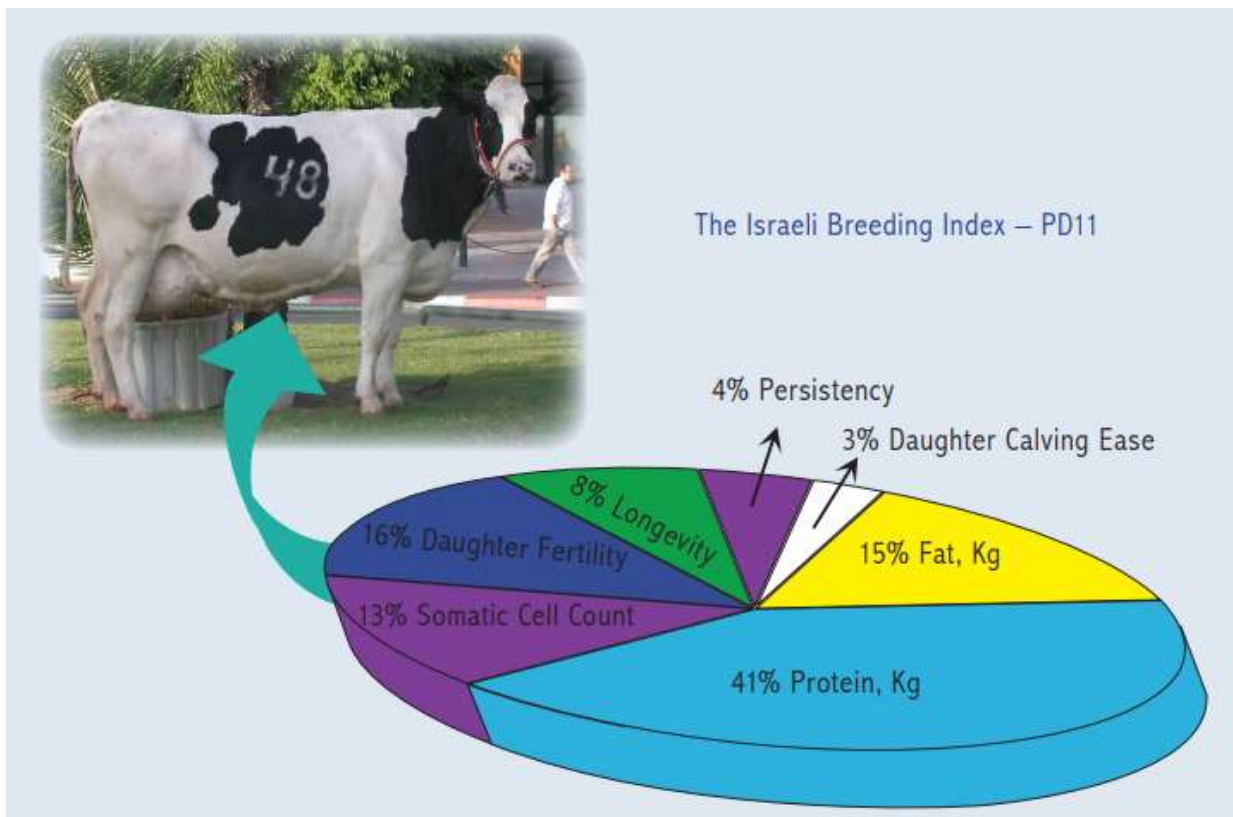 48
The Israeli Breeding Index – PD11
4% Persistency
3% Daughter Calving Ease
8% Longevity
16% Daughter Fertility
15% Fat, Kg
13% Somatic Cell Count
41% Protein, Kg